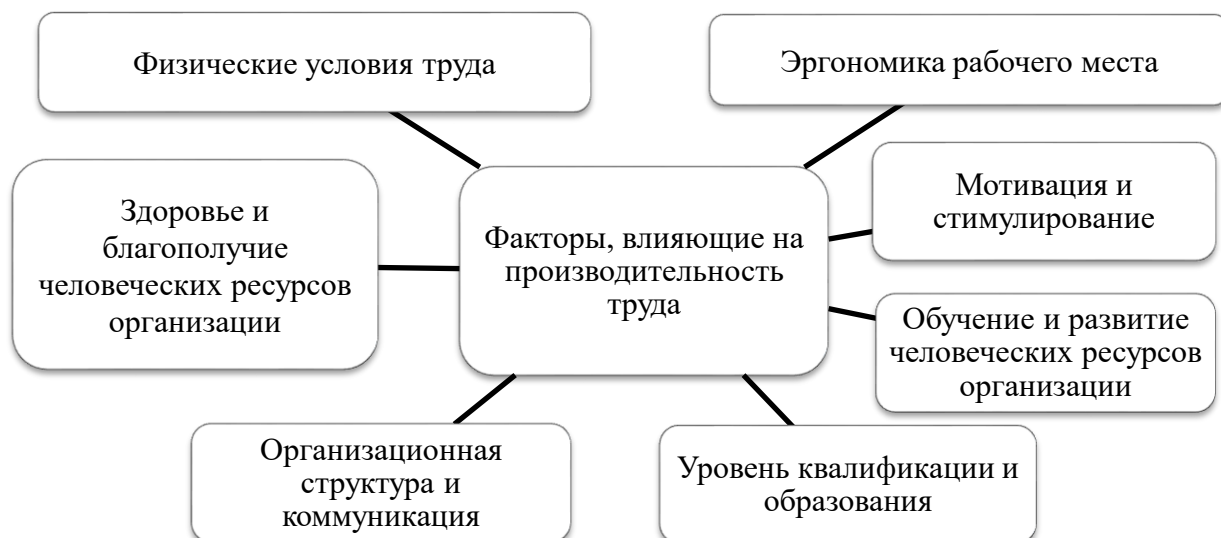 Физические условия труда
Эргономика рабочего места
Здоровье и
благополучие
человеческих ресурсов
организации
Факторы, влияющие на
производительность
труда
Мотивация и
стимулирование
Обучение и развитие
человеческих ресурсов
организации
Организационная
структура и
коммуникация
Уровень квалификации и
образования